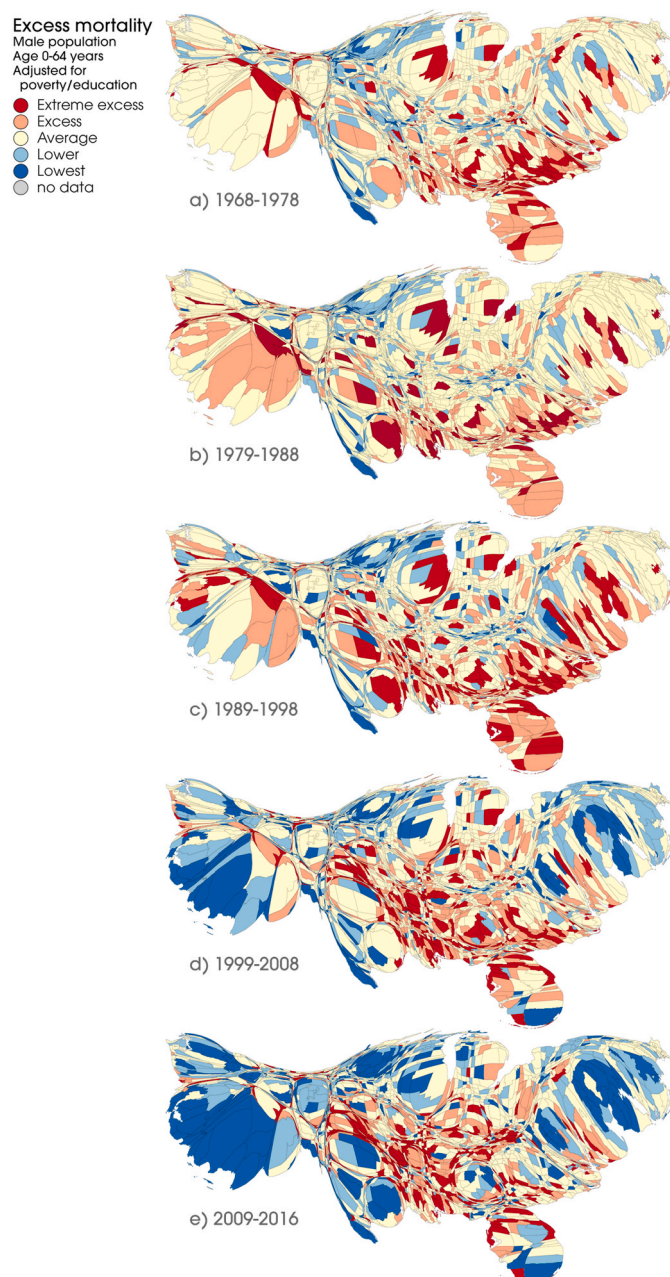 Excess mortality
Male population
Age 0-64 years
Adjusted for
poverty/education
Extreme excess
Excess
Average
Lower
Lowest
no data
a) 1968-1978
b) 1979-1988
c) 1989-1998
d) 1999-2008
e) 2009-2016